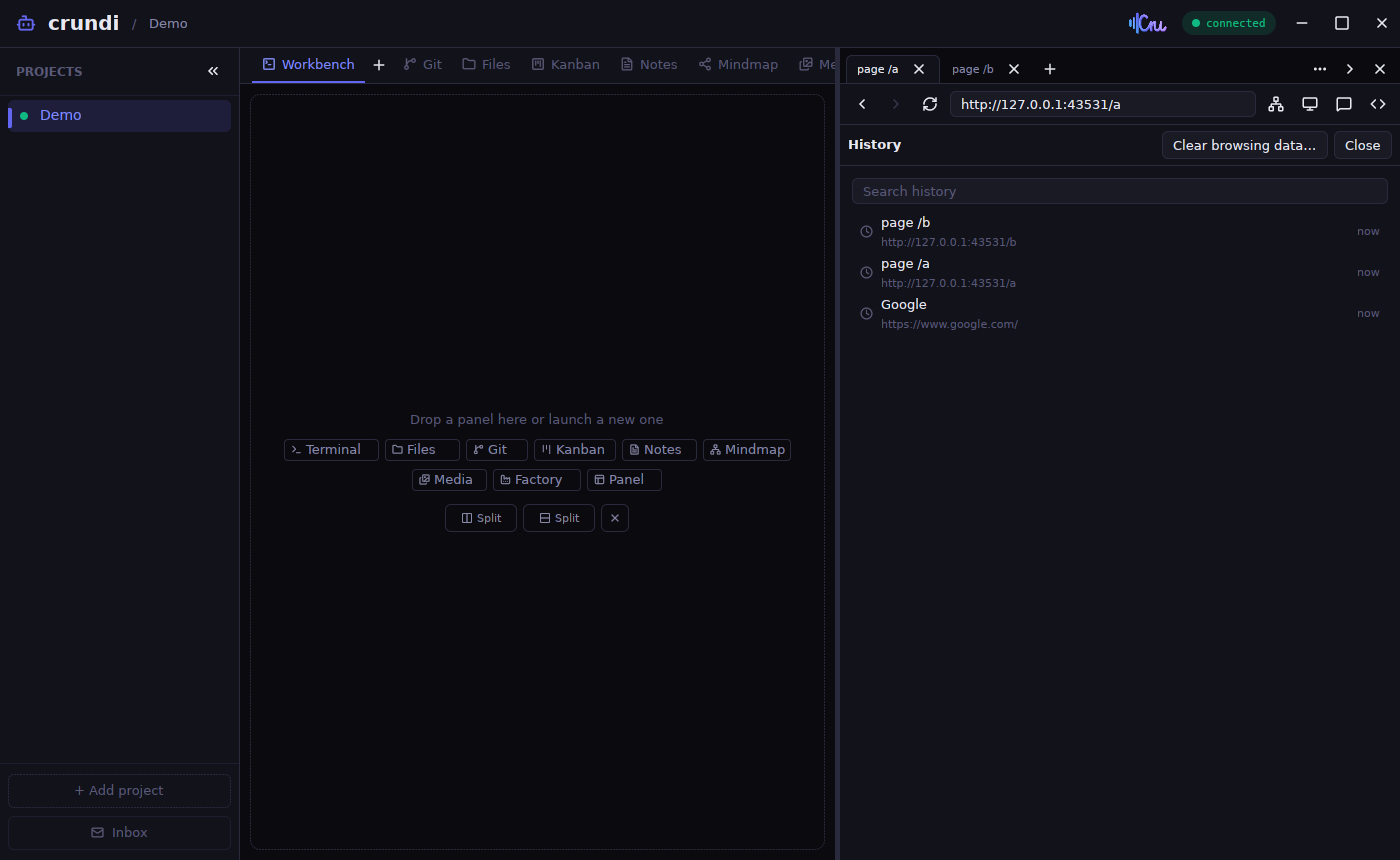 crundi / Demo
Cru
connected
PROJECTS
Demo
+ Add project
Inbox
Workbench
Git
Files
Kanban
Notes
Mindmap
Me
Drop a panel here or launch a new one
Terminal
Files
Git
Kanban
Notes
Mindmap
Media
Factory
Panel
Split
Split
page /a
page /b
http://127.0.0.1:43531/a
History
Clear browsing data...
Close
Search history
page /b
http://127.0.0.1:43531/b
now
page /a
http://127.0.0.1:43531/a
now
Google
https://www.google.com/
now